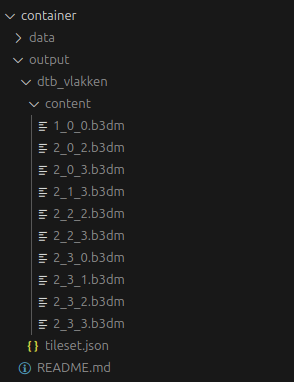 container
data
output
dtb_vlakken
content
1_0_0.b3dm
2_0_2.b3dm
2_0_3.b3dm
2_1_3.b3dm
2_2_2.b3dm
2_2_3.b3dm
2_3_0.b3dm
2_3_1.b3dm
2_3_2.b3dm
2_3_3.b3dm
{ } tileset.json
README.md